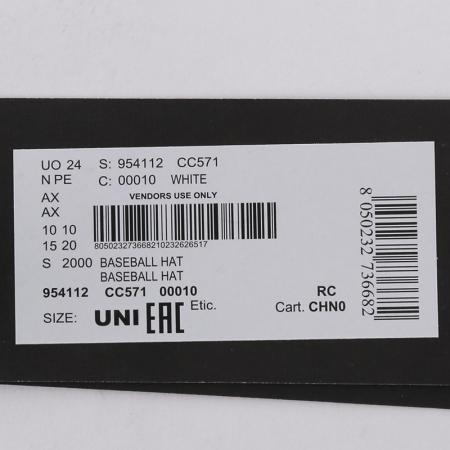 UO 24 S: 954112 CC571
N PE C: 00010 WHITE
AX VENDORS USE ONLY
AX
10 10
15 20 805023273668210232626517
S 2000 BASEBALL HAT
BASEBALL HAT
954112 CC571 00010 RC
Etic. Cart. CHN0
SIZE: UNI EAC
8 050232 736682